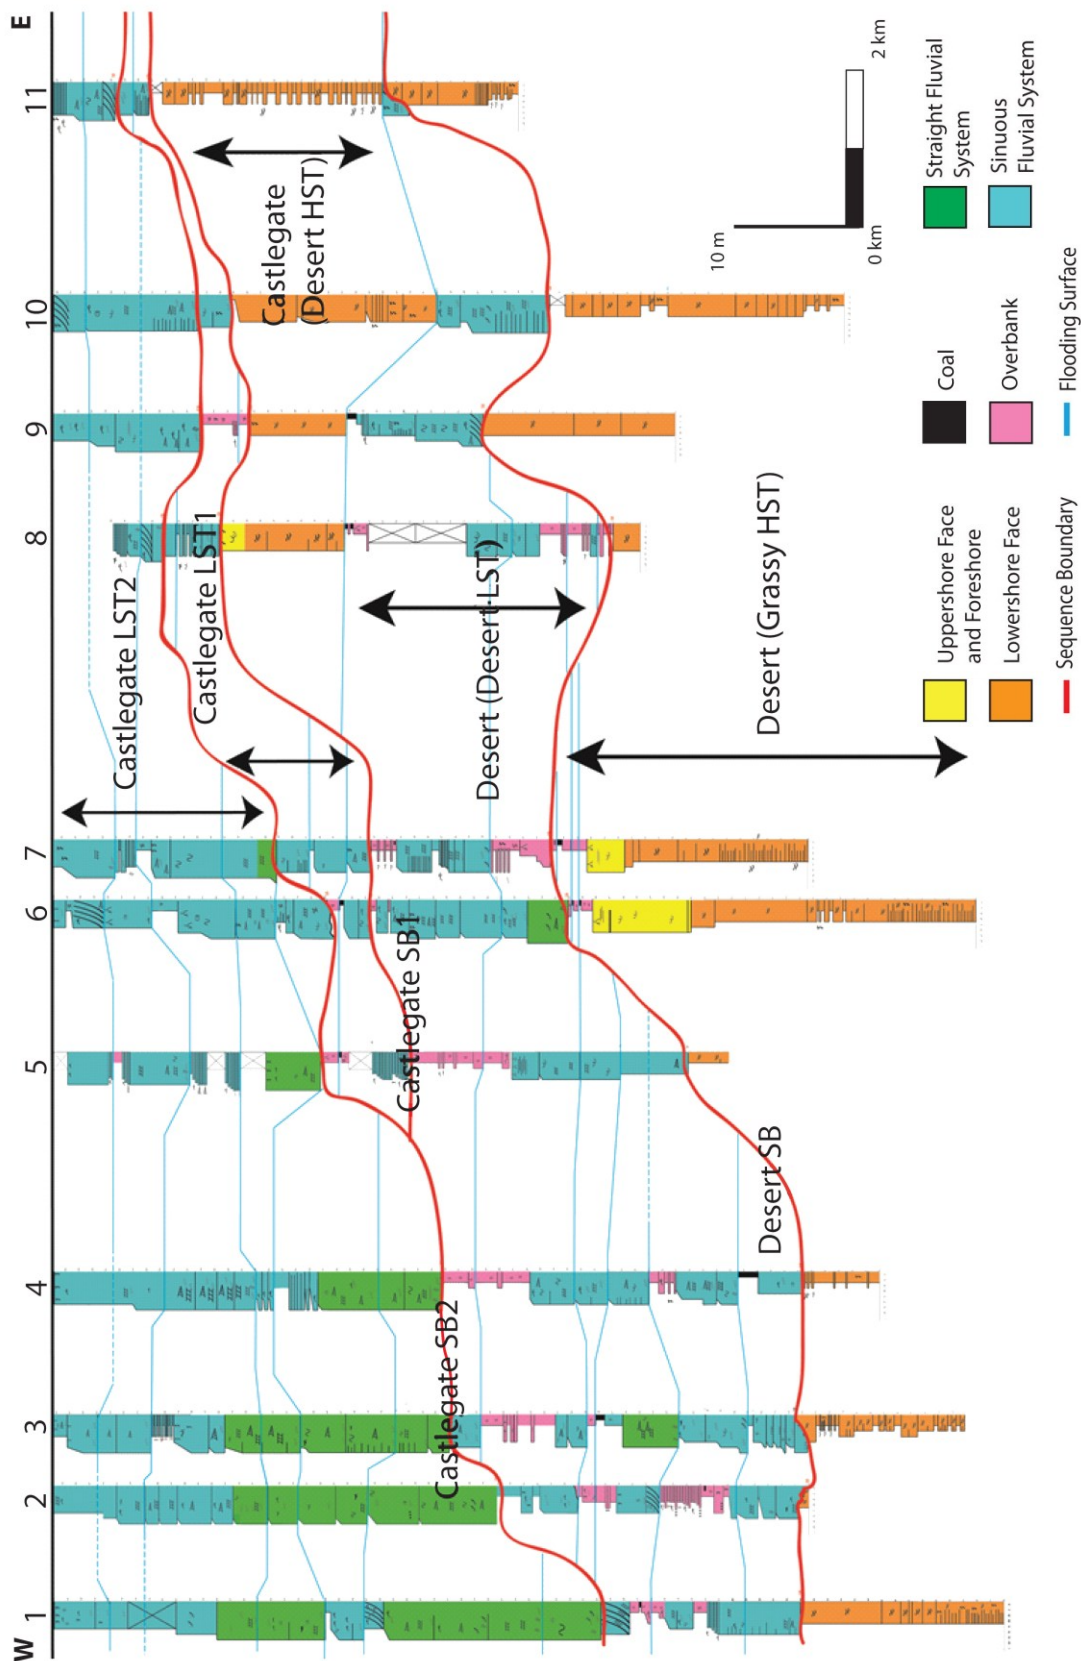 W
1
2
3
4
5
6
7
8
9
10
11
E
Castlegate LST2
Castlegate LST1
Castlegate
(Desert HST)
Castlegate SB1
Castlegate SB2
Desert (Desert LST)
Desert (Grassy HST)
Desert SB
10 m
0 km
2 km
Uppershore Face
and Foreshore
Lowershore Face
Sequence Boundary
Coal
Overbank
Flooding Surface
Straight Fluvial
System
Sinuous
Fluvial System